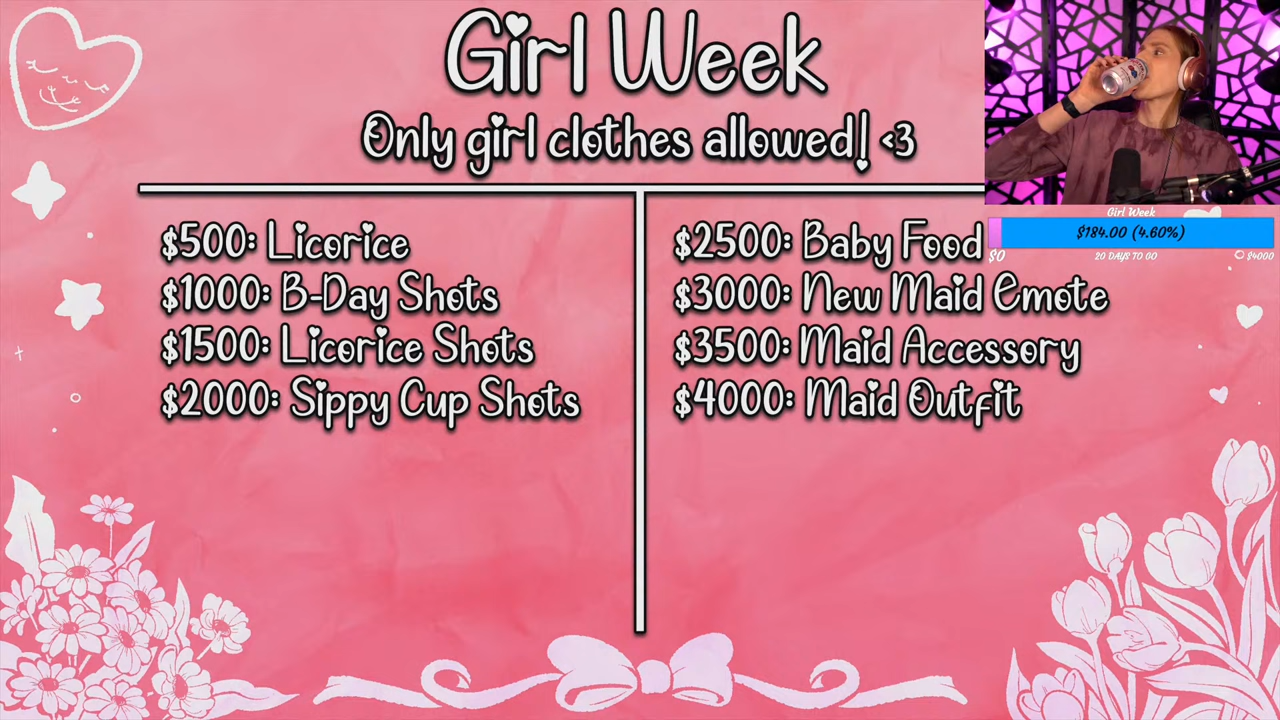 Girl Week
Only girl clothes allowed! <3
$500: Licorice
$1000: B-Day Shots
$1500: Licorice Shots
$2000: Sippy Cup Shots
$2500: Baby Food
$3000: New Maid Emote
$3500: Maid Accessory
$4000: Maid Outfit
Girl Week
$184.00 (4.60%)
$0 20 DAYS TO GO $4000